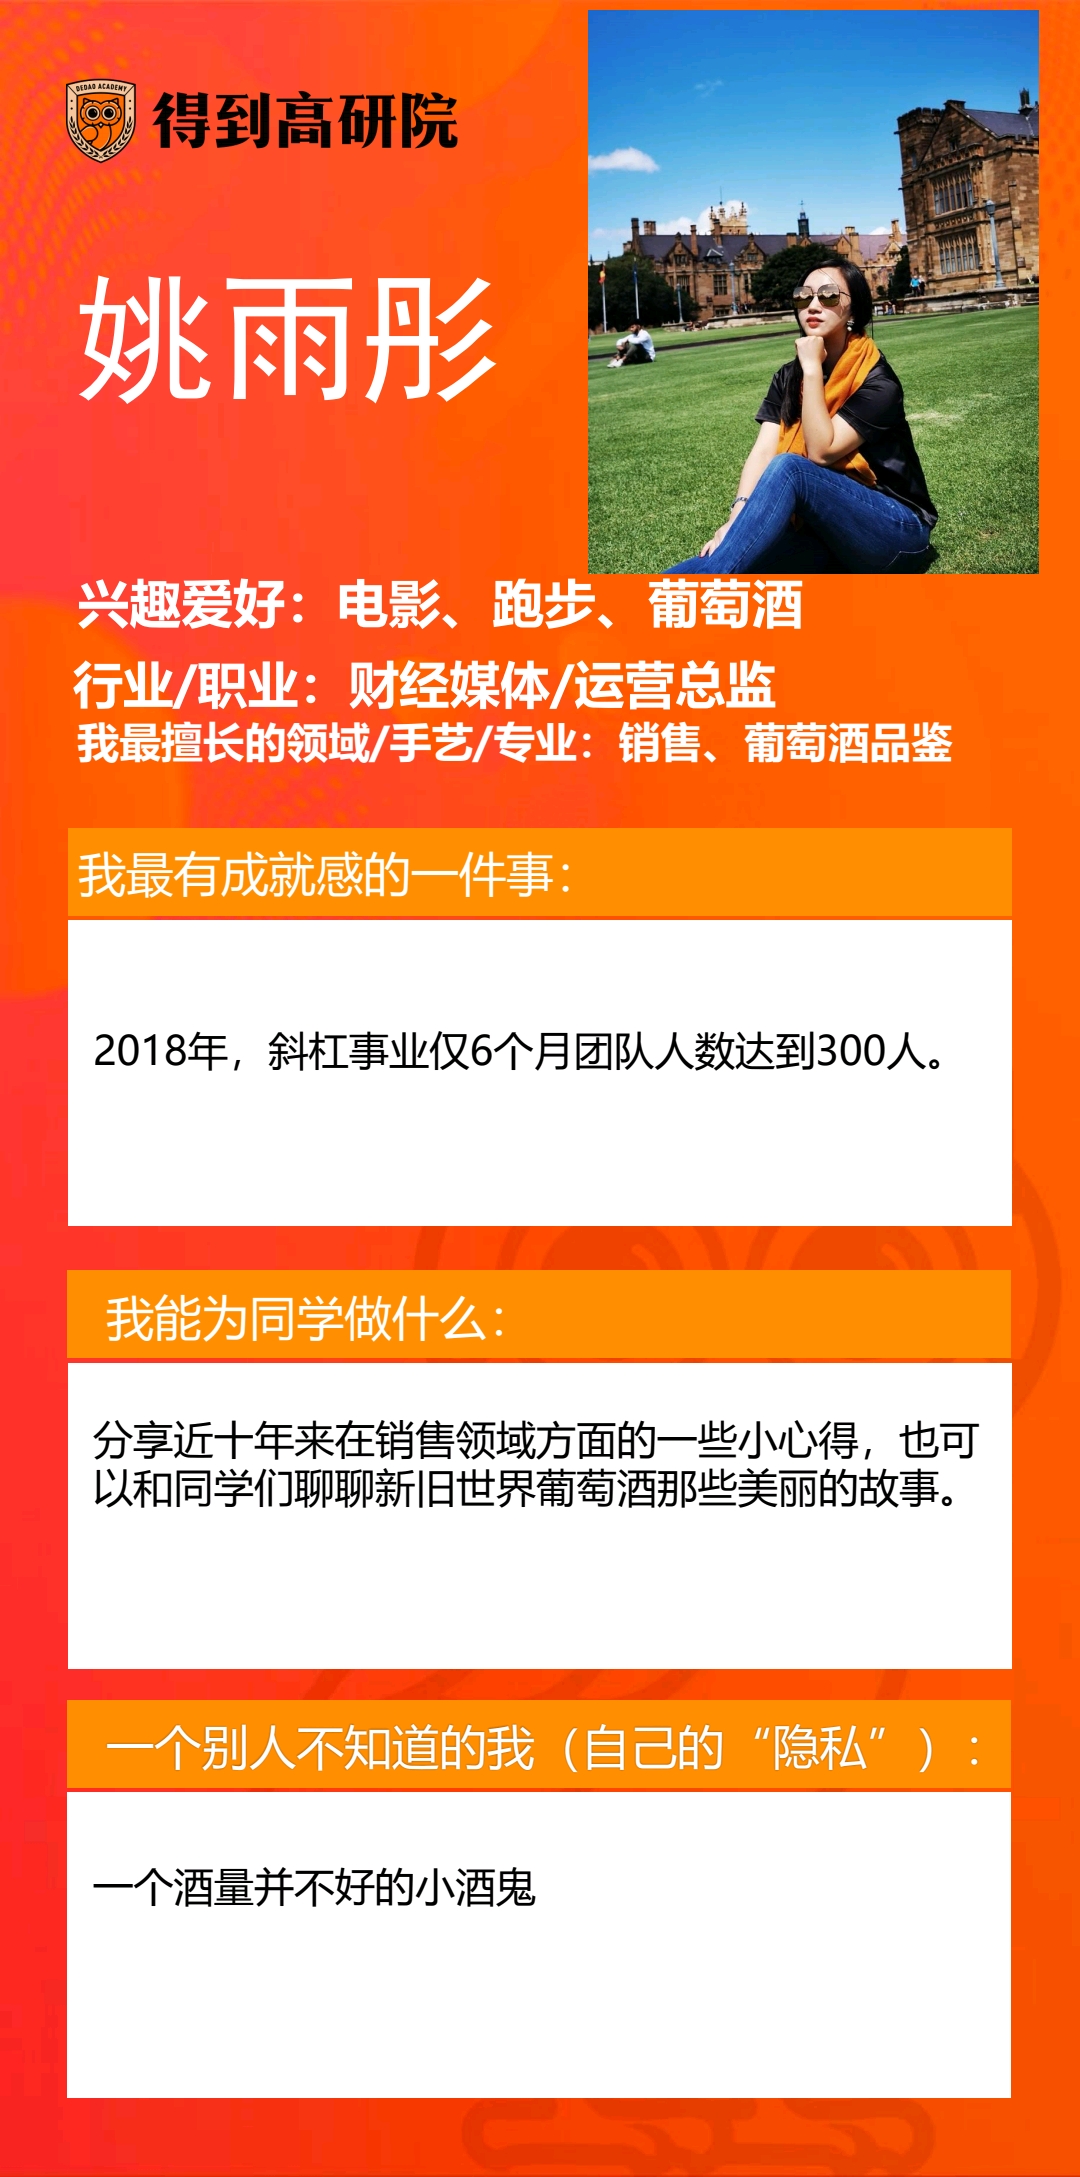 DEDAO ACADEMY
得到高研院
姚雨彤
兴趣爱好：电影、跑步、葡萄酒
行业/职业：财经媒体/运营总监
我最擅长的领域/手艺/专业：销售、葡萄酒品鉴
我最有成就感的一件事：
2018年，斜杠事业仅6个月团队人数达到300人。
我能为同学做什么：
分享近十年来在销售领域方面的一些小心得，也可
以和同学们聊聊新旧世界葡萄酒那些美丽的故事。
一个别人不知道的我（自己的“隐私”）：
一个酒量并不好的小酒鬼